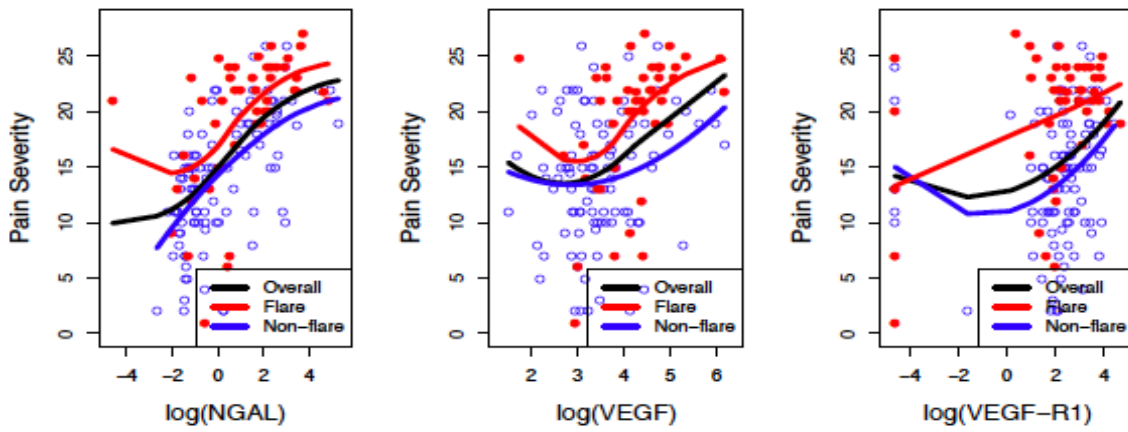 Pain Severity
0 5 10 15 20 25
−4 −2 0 2 4
log(NGAL)
Overall
Flare
Non−flare
Pain Severity
0 5 10 15 20 25
2 3 4 5 6
log(VEGF)
Overall
Flare
Non−flare
Pain Severity
0 5 10 15 20 25
−4 −2 0 2 4
log(VEGF−R1)
Overall
Flare
Non−flare